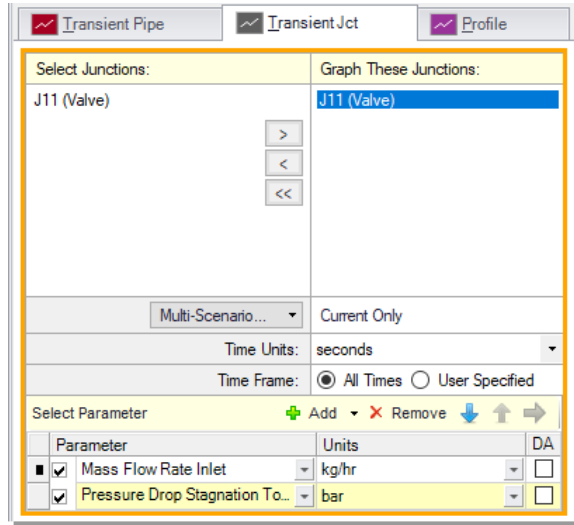 Transient Pipe
Transient Jct
Profile
Select Junctions:
Graph These Junctions:
J11 (Valve)
J11 (Valve)
>
<
<<
Multi-Scenario...
Current Only
Time Units:
seconds
Time Frame:
All Times
User Specified
Select Parameter
Add
Remove
Parameter
Units
DA
Mass Flow Rate Inlet
kg/hr
Pressure Drop Stagnation To...
bar